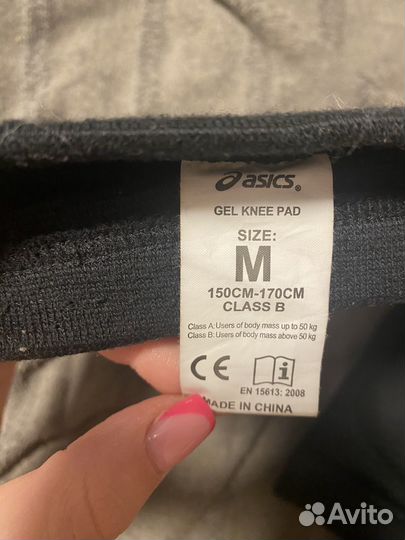 asics®
GEL KNEE PAD
SIZE:
M
150CM-170CM
CLASS B
Class A: Users of body mass up to 50 kg
Class B: Users of body mass above 50 kg
CE i
EN 15613: 2008
MADE IN CHINA
Avito